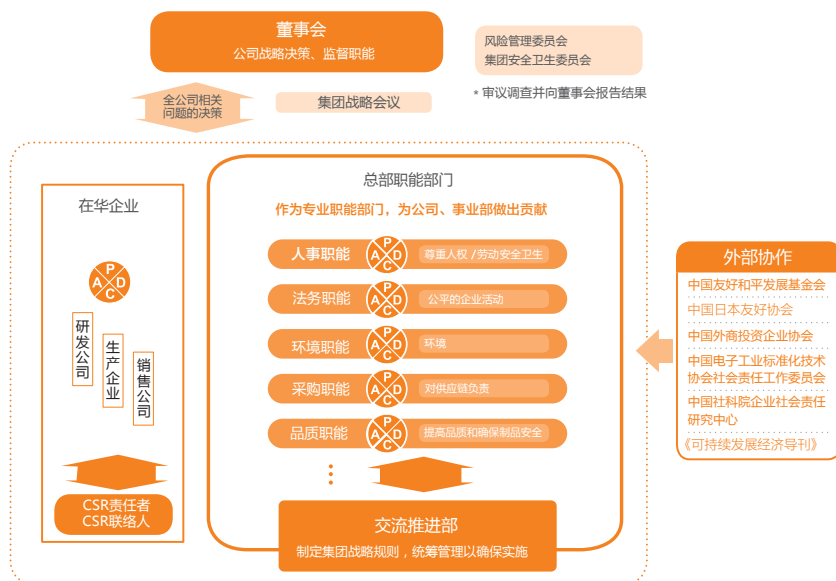 董事会
公司战略决策、监督职能
风险管理委员会
集团安全卫生委员会
* 审议调查并向董事会报告结果
全公司相关
问题的决策
集团战略会议
在华企业
P
A D
C
研发公司
生产企业
销售公司
CSR责任者
CSR联络人
总部职能部门
作为专业职能部门，为公司、事业部做出贡献
人事职能
P
A D
C
尊重人权 /劳动安全卫生
法务职能
P
A D
C
公平的企业活动
环境职能
P
A D
C
环境
采购职能
P
A D
C
对供应链负责
品质职能
P
A D
C
提高品质和确保制品安全
⋮
交流推进部
制定集团战略规则，统筹管理以确保实施
外部协作
中国友好和平发展基金会
中国日本友好协会
中国外商投资企业协会
中国电子工业标准化技术
协会社会责任工作委员会
中国社科院企业社会责任
研究中心
《可持续发展经济导刊》